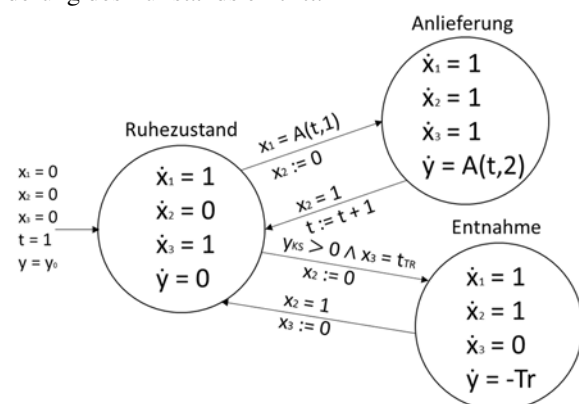 Anlieferung
ẋ₁ = 1
ẋ₂ = 1
ẋ₃ = 1
ẏ = A(t,2)
Ruhezustand
ẋ₁ = 1
ẋ₂ = 0
ẋ₃ = 1
ẏ = 0
x₁ = 0
x₂ = 0
x₃ = 0
t = 1
y = y₀
x₁ = A(t,1)
x₂ := 0
x₂ = 1
t := t + 1
Entnahme
ẋ₁ = 1
ẋ₂ = 1
ẋ₃ = 0
ẏ = -Tr
yKS > 0 ∧ x₃ = tTR
x₂ := 0
x₂ = 1
x₃ := 0